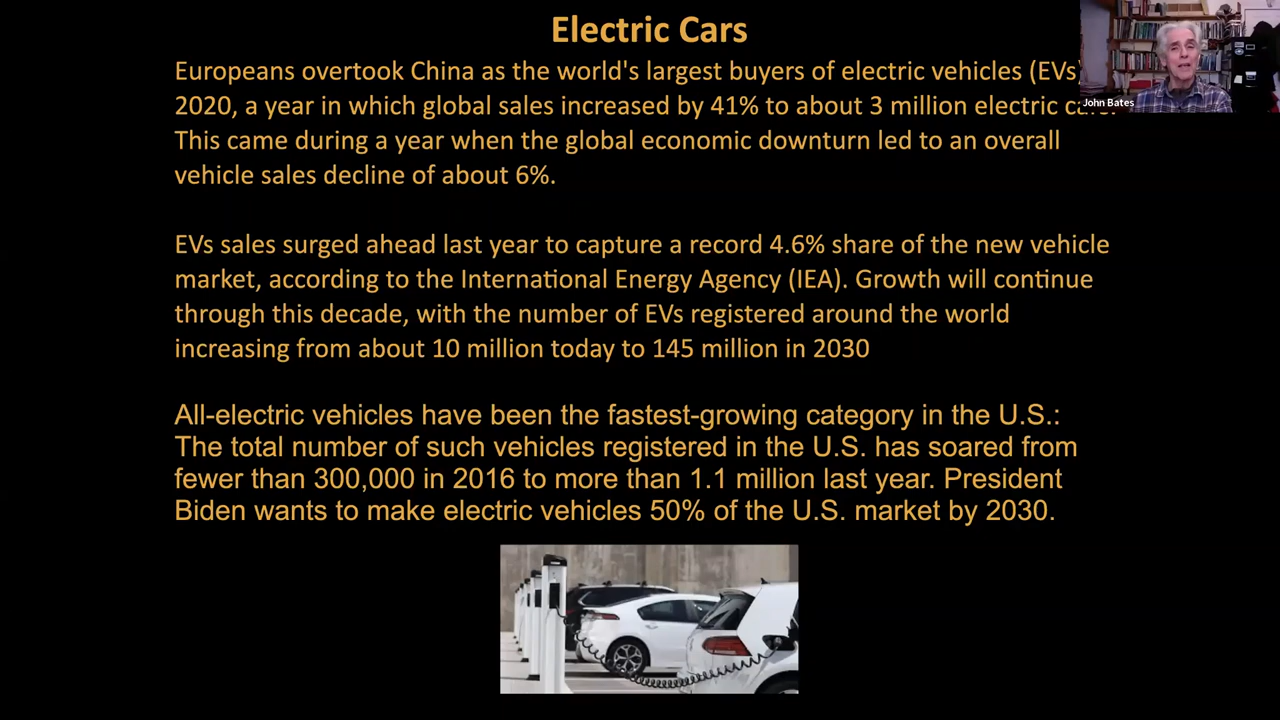 Electric Cars
Europeans overtook China as the world's largest buyers of electric vehicles (EVs)
2020, a year in which global sales increased by 41% to about 3 million electric
This came during a year when the global economic downturn led to an overall
vehicle sales decline of about 6%.
EVs sales surged ahead last year to capture a record 4.6% share of the new vehicle
market, according to the International Energy Agency (IEA). Growth will continue
through this decade, with the number of EVs registered around the world
increasing from about 10 million today to 145 million in 2030
All-electric vehicles have been the fastest-growing category in the U.S.:
The total number of such vehicles registered in the U.S. has soared from
fewer than 300,000 in 2016 to more than 1.1 million last year. President
Biden wants to make electric vehicles 50% of the U.S. market by 2030.
John Bates